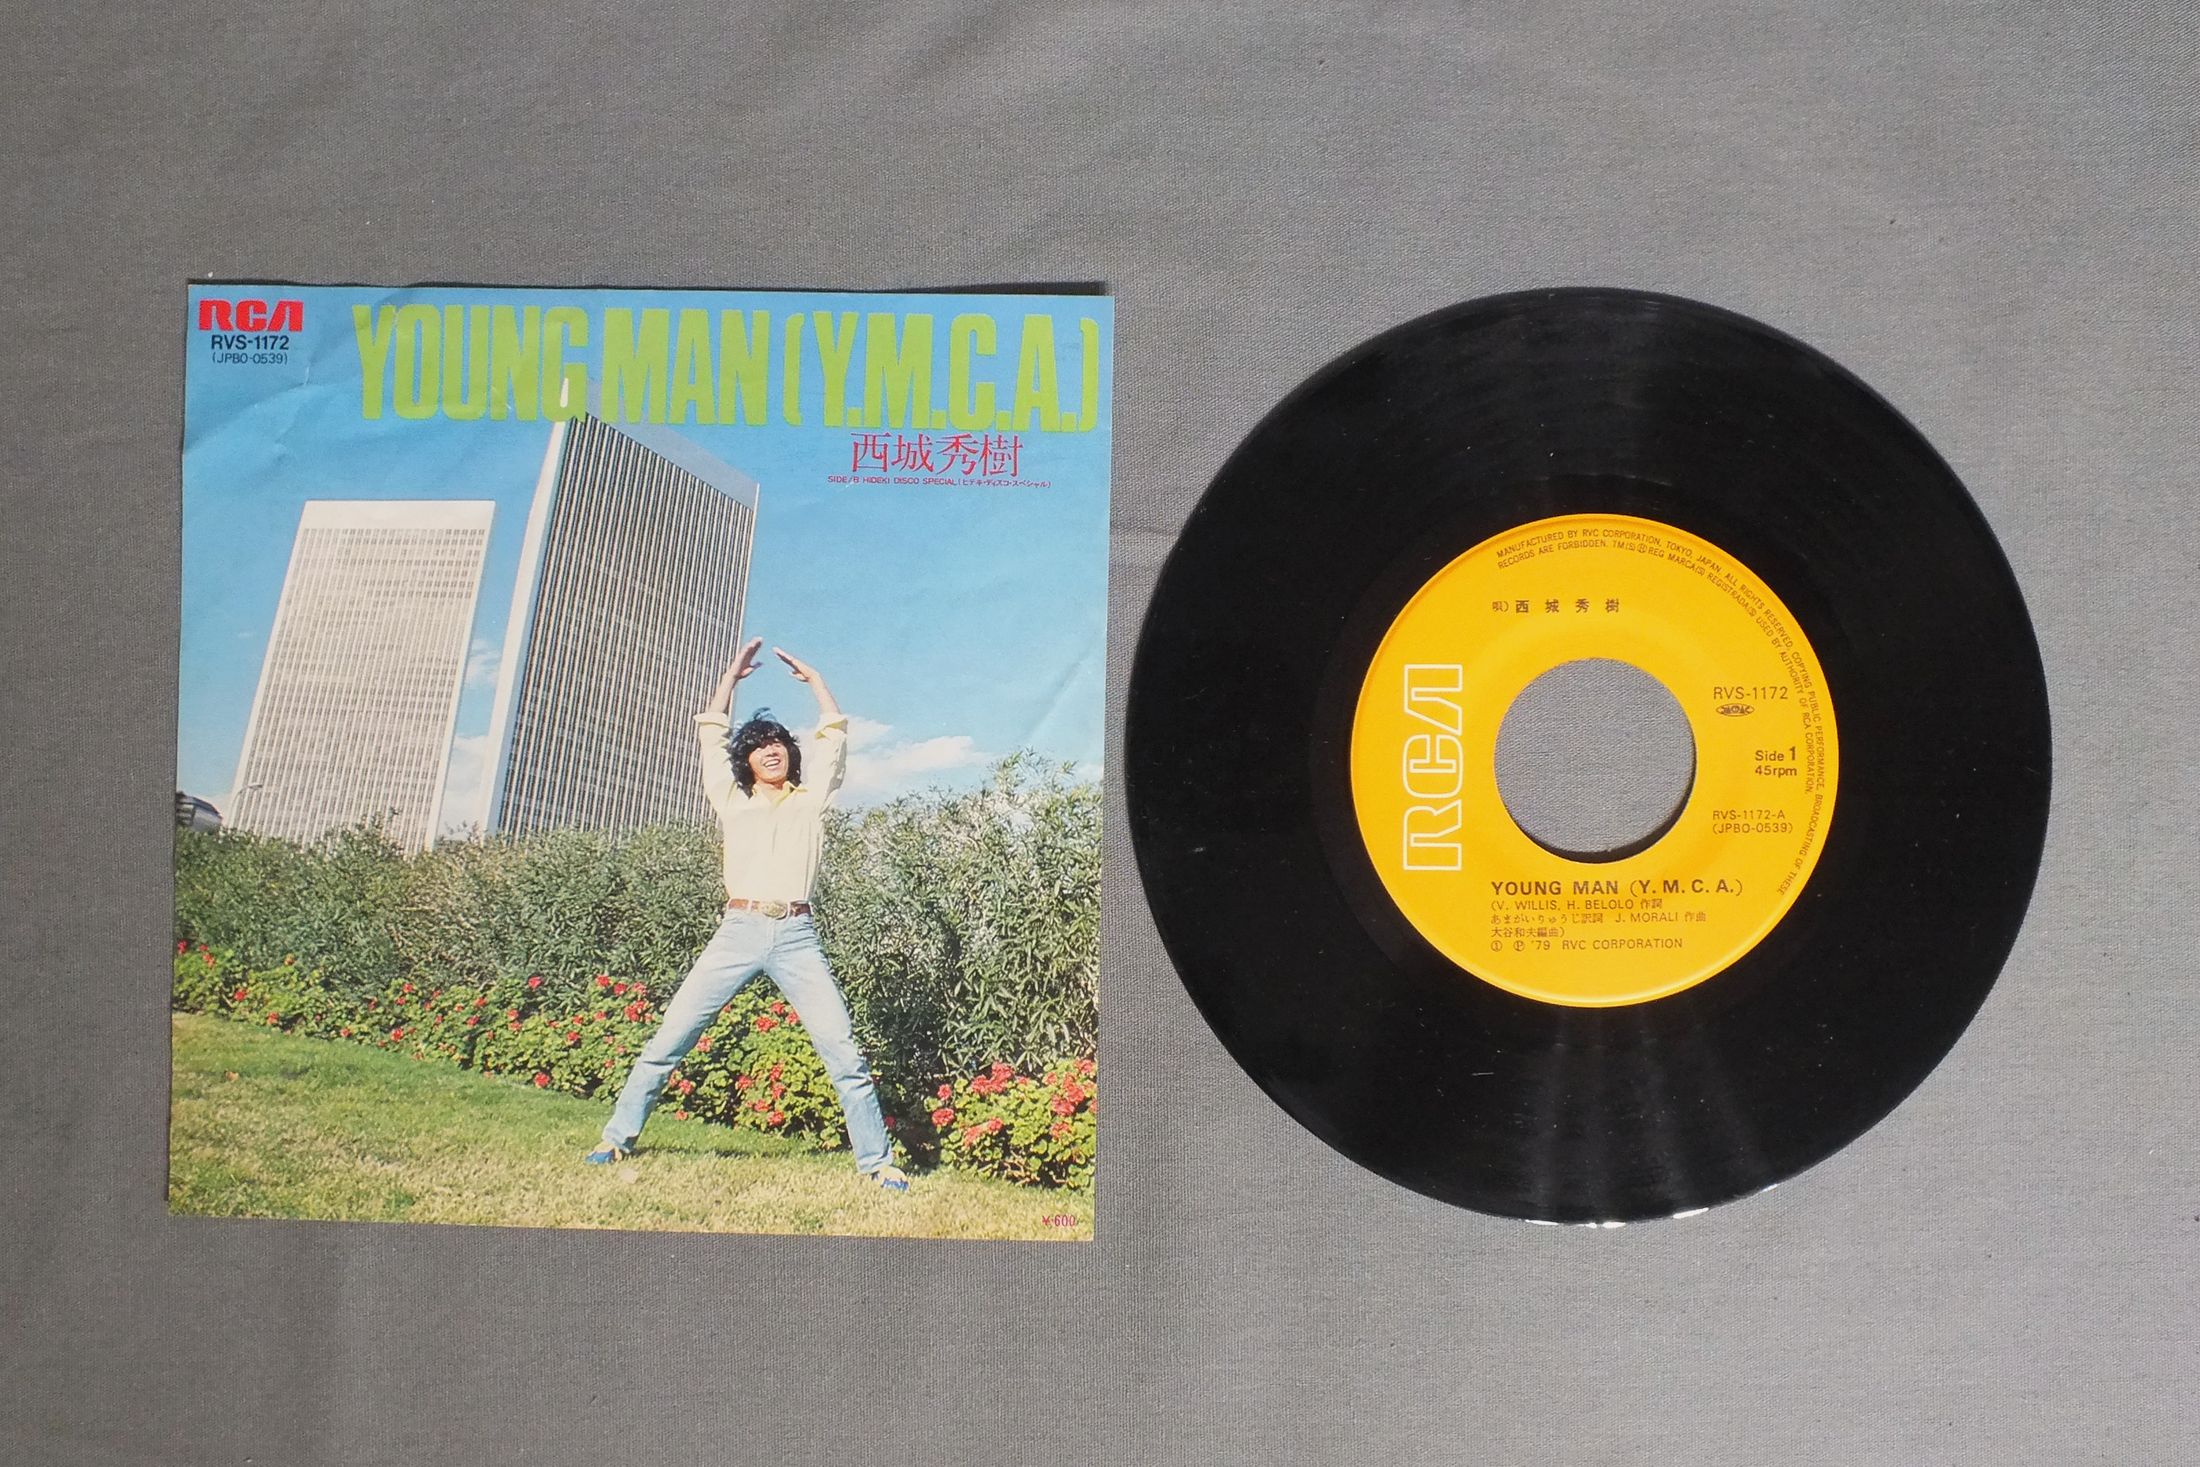 RCA
RVS-1172
(JPBO-0539)
YOUNG MAN (Y.M.C.A.)
西城秀樹
SIDE/B HIDEKI DISCO SPECIAL (ヒデキ・ディスコ・スペシャル)
¥600
MANUFACTURED BY RVC CORPORATION, TOKYO, JAPAN. ALL RIGHTS RESERVED. COPYING PUBLIC PERFORMANCE, BROADCASTING OF THESE
RECORDS ARE FORBIDDEN. TM(S) ® REG MARCA(S) REGISTRADA(S) USED BY AUTHORITY OF RCA CORPORATION.
唄) 西城秀樹
RCA
RVS-1172
Side 1
45rpm
RVS-1172-A
(JPBO-0539)
YOUNG MAN (Y. M. C. A.)
(V. WILLIS, H. BELOLO 作詞
あまがいりゅうじ訳詞 J. MORALI 作曲
大谷和夫編曲)
Ⓟ '79 RVC CORPORATION